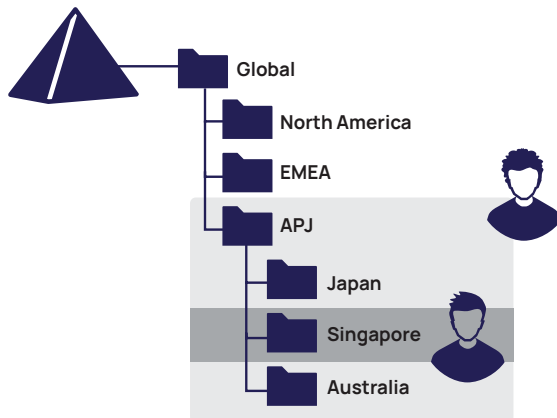 Global
North America
EMEA
APJ
Japan
Singapore
Australia